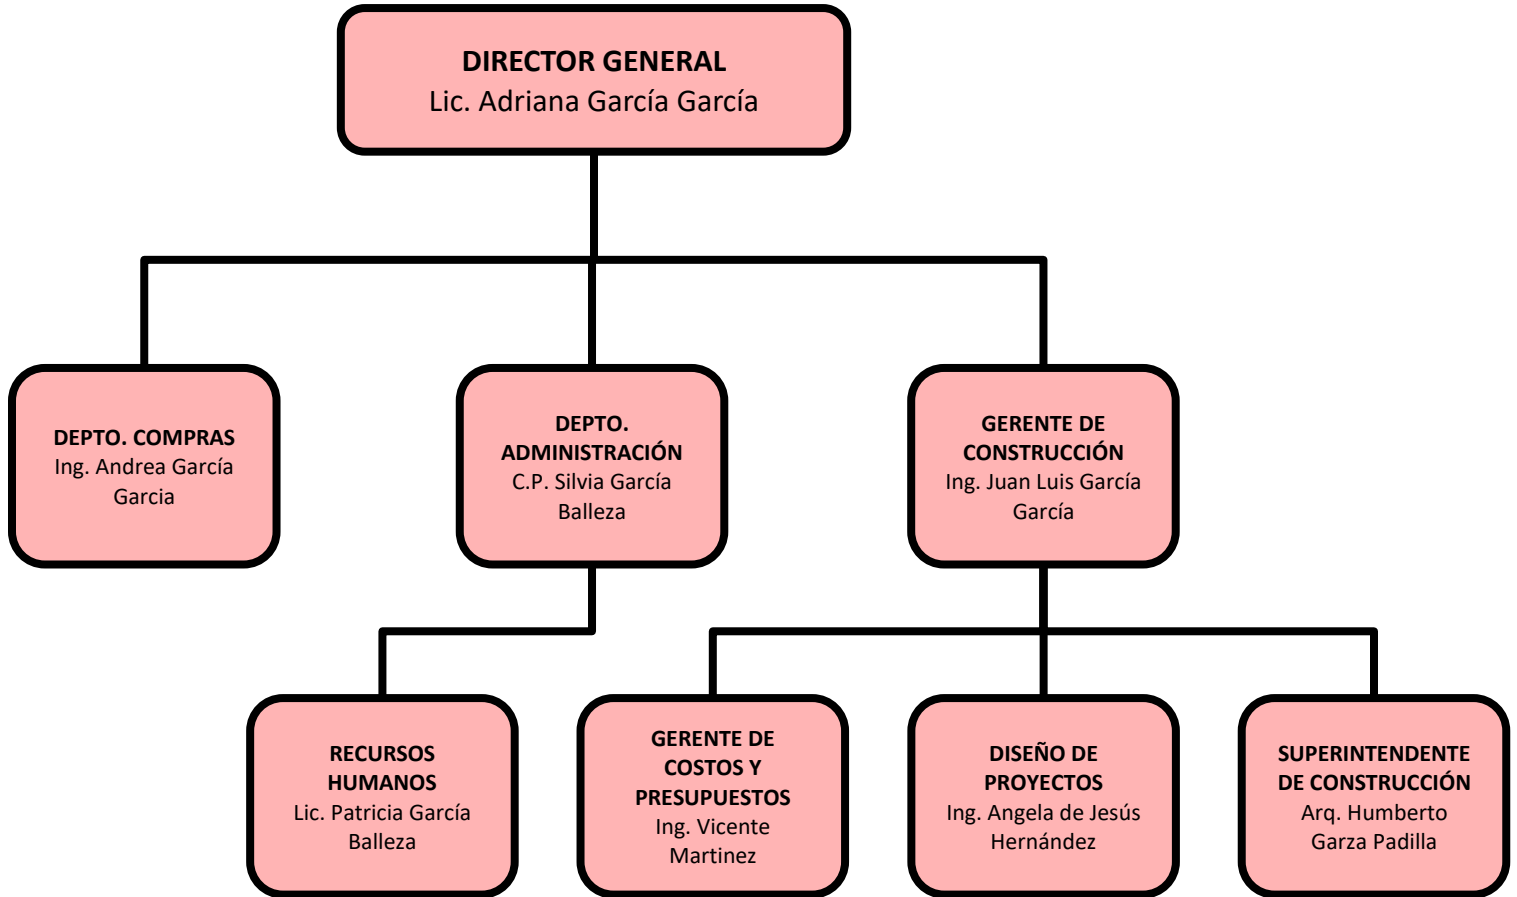 DIRECTOR GENERAL
Lic. Adriana García García
DEPTO. COMPRAS
Ing. Andrea García
Garcia
DEPTO.
ADMINISTRACIÓN
C.P. Silvia García
Balleza
GERENTE DE
CONSTRUCCIÓN
Ing. Juan Luis García
García
RECURSOS
HUMANOS
Lic. Patricia García
Balleza
GERENTE DE
COSTOS Y
PRESUPUESTOS
Ing. Vicente
Martinez
DISEÑO DE
PROYECTOS
Ing. Angela de Jesús
Hernández
SUPERINTENDENTE
DE CONSTRUCCIÓN
Arq. Humberto
Garza Padilla